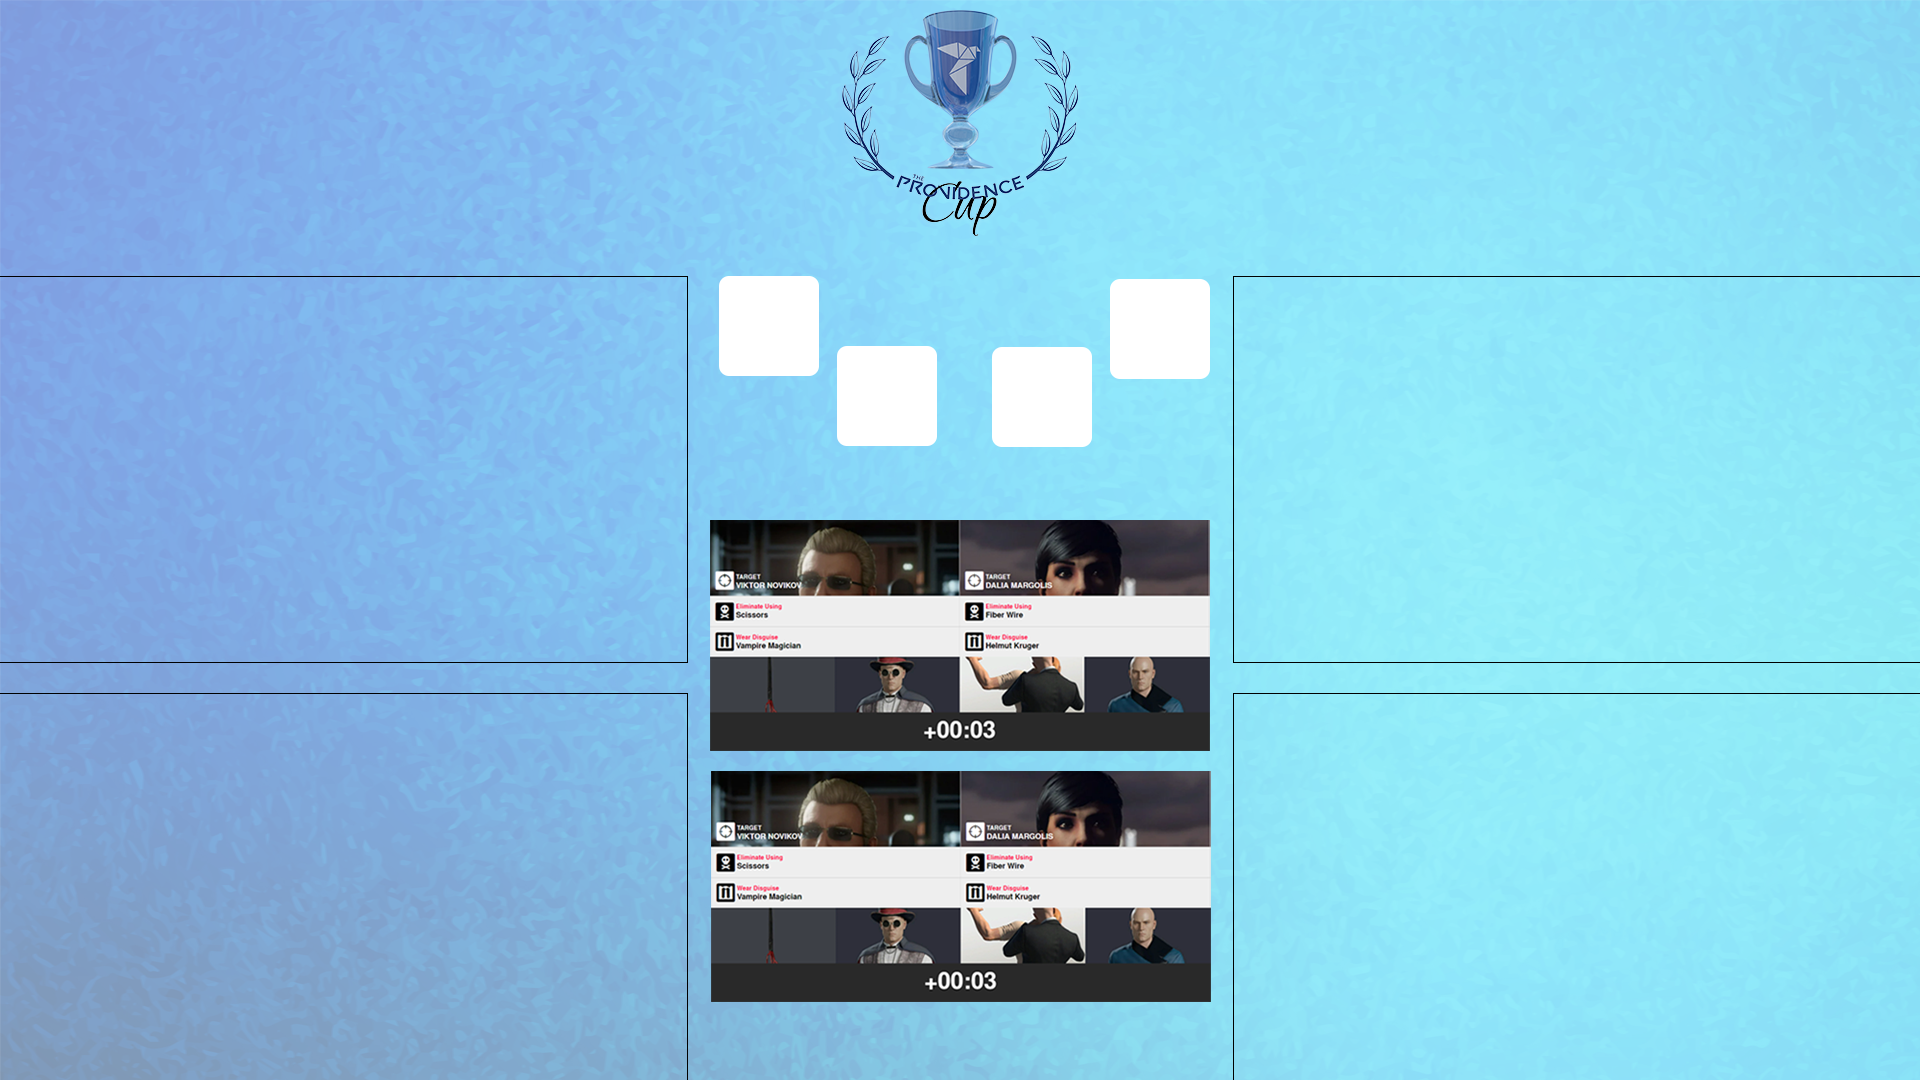 THE
PROVIDENCE
Cup
TARGET
VIKTOR NOVIKOV
TARGET
DALIA MARGOLIS
Eliminate Using
Scissors
Eliminate Using
Fiber Wire
Wear Disguise
Vampire Magician
Wear Disguise
Helmut Kruger
+00:03
TARGET
VIKTOR NOVIKOV
TARGET
DALIA MARGOLIS
Eliminate Using
Scissors
Eliminate Using
Fiber Wire
Wear Disguise
Vampire Magician
Wear Disguise
Helmut Kruger
+00:03